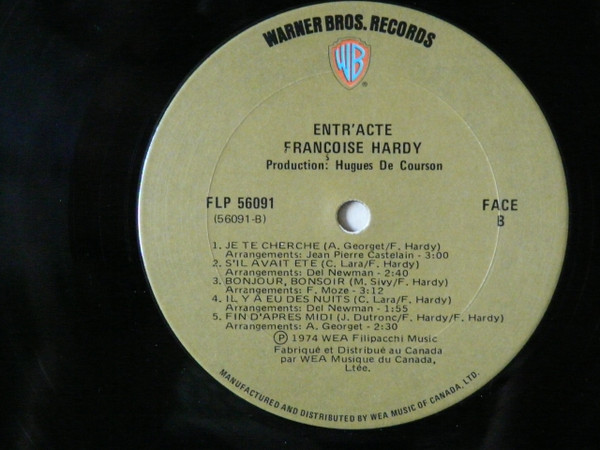 WARNER BROS. RECORDS
WB
®
ENTR'ACTE
FRANÇOISE HARDY
Production: Hugues De Courson
FLP 56091
(56091-B)
FACE
B
1. JE TE CHERCHE (A. Georget/F. Hardy)
Arrangements: Jean Pierre Castelain - 3:00
2. S'IL AVAIT ETE (C. Lara/F. Hardy)
Arrangements: Del Newman - 2:40
3. BONJOUR, BONSOIR (M. Sivy/F. Hardy)
Arrangements: F. Moze - 3:12
4. IL Y A EU DES NUITS (C. Lara/F. Hardy)
Arrangements: Del Newman - 1:55
5. FIN D'APRES MIDI (J. Dutronc/F. Hardy/F. Hardy)
Arrangements: A. Georget - 2:30
Ⓟ 1974 WEA Filipacchi Music
Fabriqué et Distribué au Canada
par WEA Musique du Canada,
Ltée.
MANUFACTURED AND DISTRIBUTED BY WEA MUSIC OF CANADA, LTD.